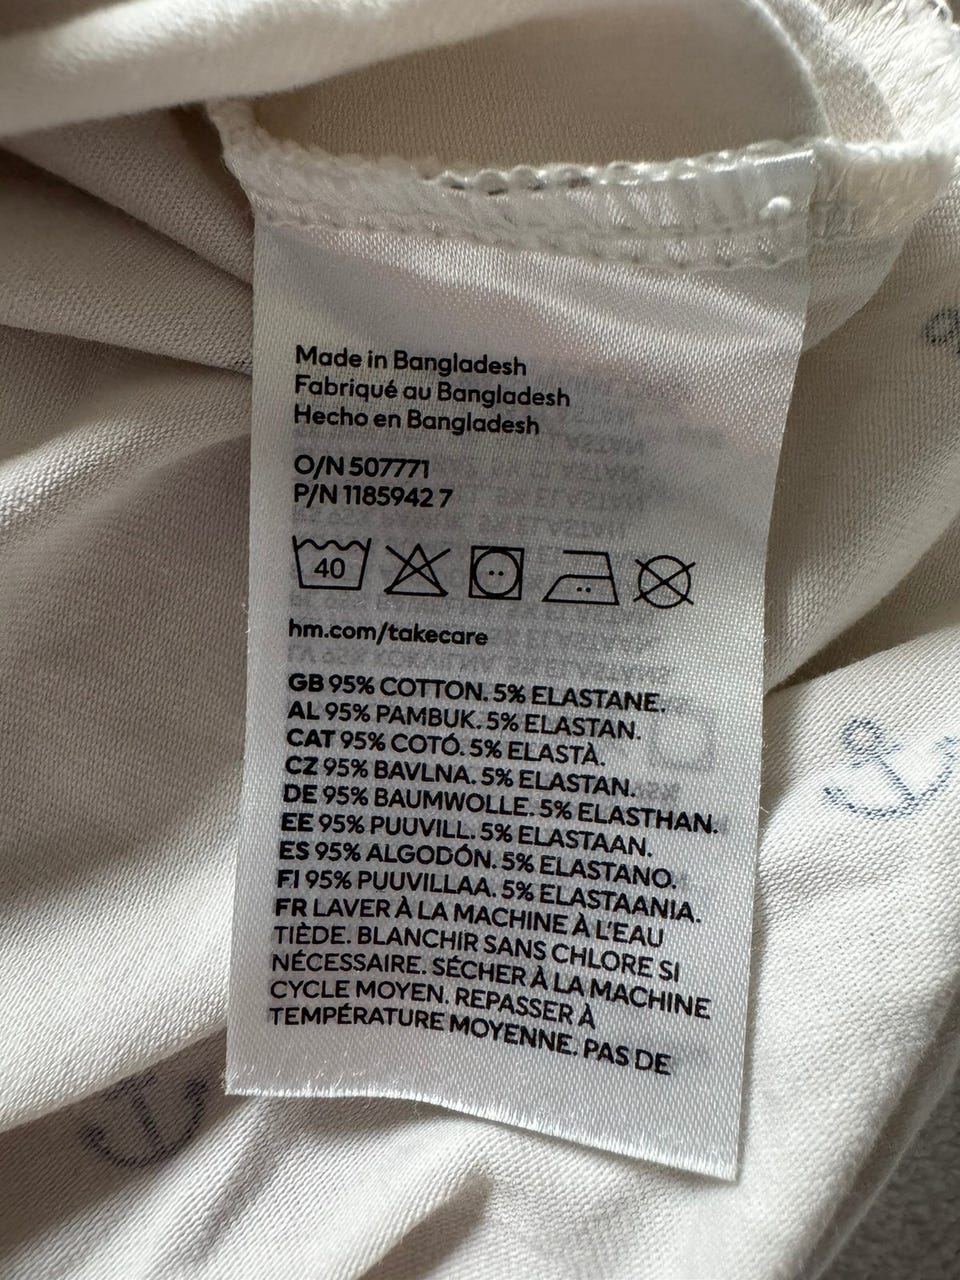 Made in Bangladesh
Fabriqué au Bangladesh
Hecho en Bangladesh
O/N 507771
P/N 1185942 7
40
hm.com/takecare
GB 95% COTTON. 5% ELASTANE.
AL 95% PAMBUK. 5% ELASTAN.
CAT 95% COTÓ. 5% ELASTÀ.
CZ 95% BAVLNA. 5% ELASTAN.
DE 95% BAUMWOLLE. 5% ELASTHAN.
EE 95% PUUVILL. 5% ELASTAAN.
ES 95% ALGODÓN. 5% ELASTANO.
FI 95% PUUVILLAA. 5% ELASTAANIA.
FR LAVER À LA MACHINE À L'EAU
TIÈDE. BLANCHIR SANS CHLORE SI
NÉCESSAIRE. SÉCHER À LA MACHINE
CYCLE MOYEN. REPASSER À
TEMPÉRATURE MOYENNE. PAS DE